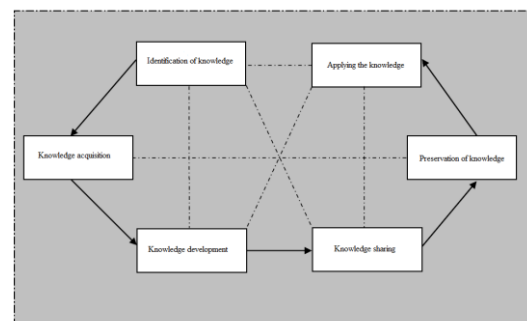 Identification of knowledge
Applying the knowledge
Knowledge acquisition
Preservation of knowledge
Knowledge development
Knowledge sharing